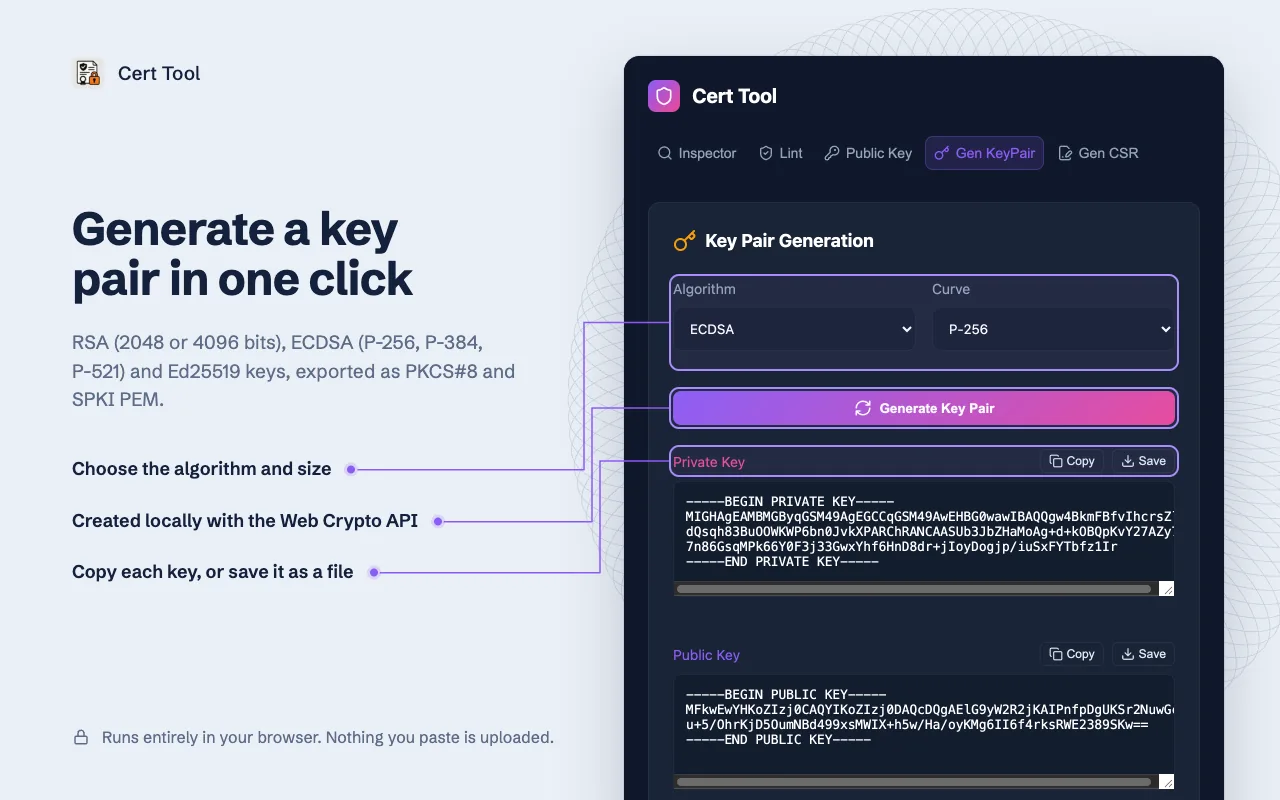 Cert Tool
Generate a key
pair in one click
RSA (2048 or 4096 bits), ECDSA (P-256, P-384,
P-521) and Ed25519 keys, exported as PKCS#8 and
SPKI PEM.
Choose the algorithm and size
Created locally with the Web Crypto API
Copy each key, or save it as a file
Runs entirely in your browser. Nothing you paste is uploaded.
Cert Tool
Inspector Lint Public Key Gen KeyPair Gen CSR
Key Pair Generation
Algorithm Curve
ECDSA P-256
Generate Key Pair
Private Key Copy Save
-----BEGIN PRIVATE KEY-----
MIGHAgEAMBMGByqGSM49AgEGCCqGSM49AwEHBG0wawIBAQQgw4BkmFBfvIhcrsZ
dQsqh83BuOOWKWP6bn0JvkXPARChRANCAASUb3JbZHaMoAg+d+kOBQpKvY27AZy
7n86GsqMPk66Y0F3j33GwxYhf6HnD8dr+jIoyDogjp/iuSxFYTbfz1Ir
-----END PRIVATE KEY-----
Public Key Copy Save
-----BEGIN PUBLIC KEY-----
MFkwEwYHKoZIzj0CAQYIKoZIzj0DAQcDQgAElG9yW2R2jKAIPnfpDgUKSr2NuwG
u+5/OhrKjD5OumNBd499xsMWIX+h5w/Ha/oyKMg6II6f4rksRWE2389SKw==
-----END PUBLIC KEY-----